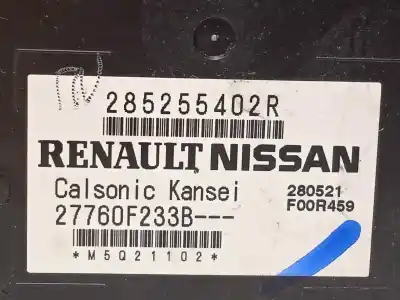 285255402R
RENAULT NISSAN
Calsonic Kansei
280521
27760F233B---
F00R459
*M5Q21102*